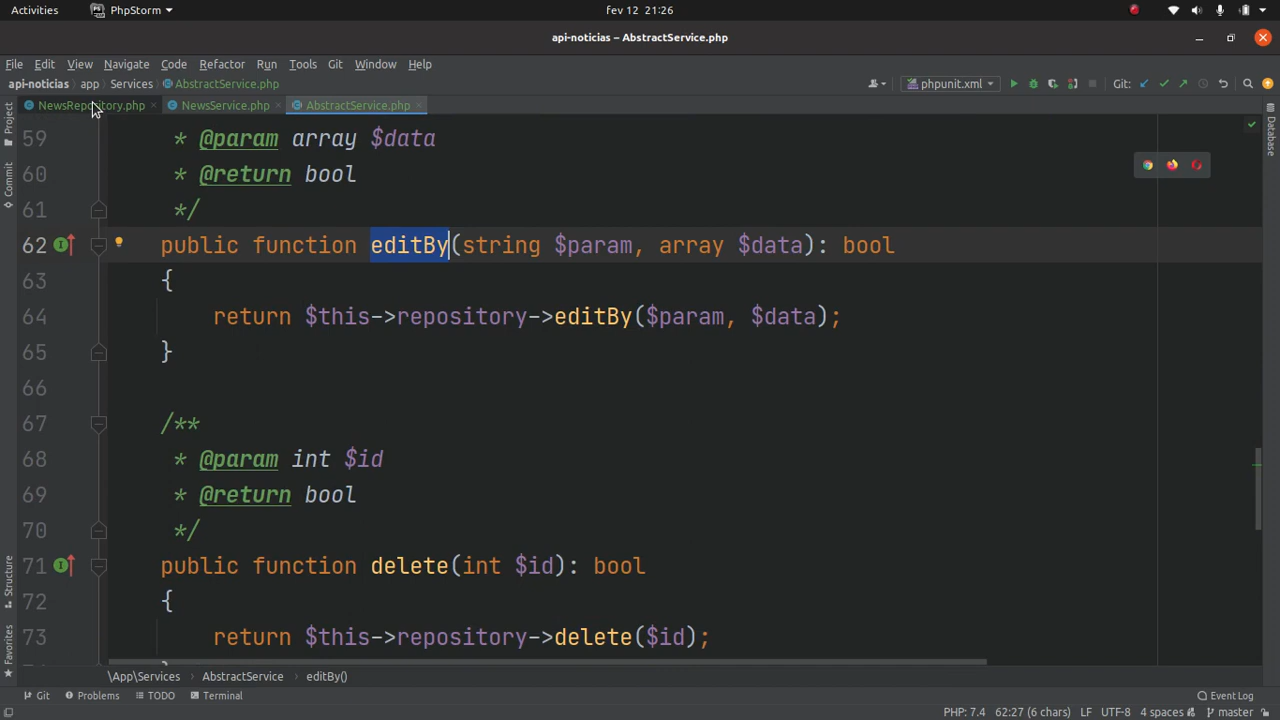 Activities PhpStorm fev 12 21:26
api-noticias – AbstractService.php
File Edit View Navigate Code Refactor Run Tools Git Window Help
api-noticias app Services AbstractService.php phpunit.xml Git:
NewsRepository.php NewsService.php AbstractService.php
Project
Commit
Structure
Favorites
Database
59 * @param array $data
60 * @return bool
61 */
62 public function editBy(string $param, array $data): bool
63 {
64 return $this->repository->editBy($param, $data);
65 }
66
67 /**
68 * @param int $id
69 * @return bool
70 */
71 public function delete(int $id): bool
72 {
73 return $this->repository->delete($id);
\App\Services AbstractService editBy()
Git Problems TODO Terminal Event Log
PHP: 7.4 62:27 (6 chars) LF UTF-8 4 spaces master